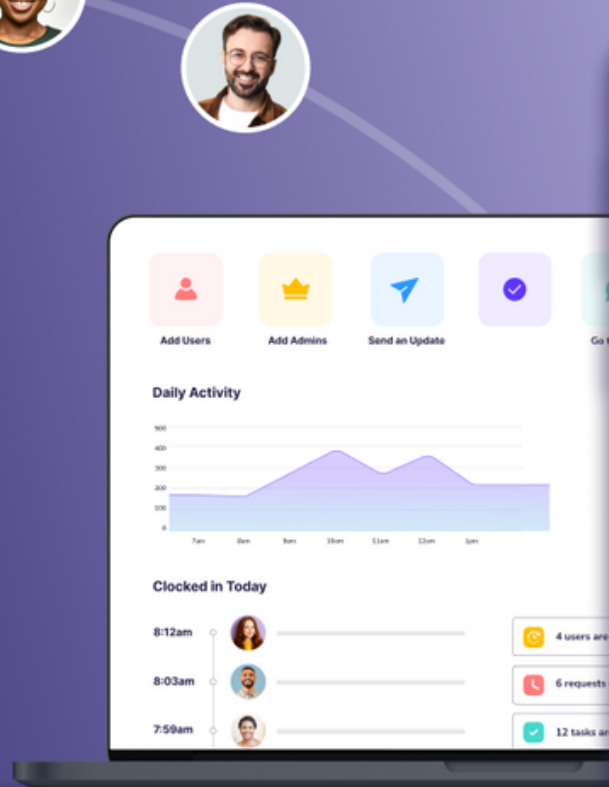 Add Users
Add Admins
Send an Update
Go t
Daily Activity
500
400
300
200
100
0
7am 8am 9am 10am 11am 12am 1pm
Clocked in Today
8:12am
4 users are
8:03am
6 requests
7:59am
12 tasks ar